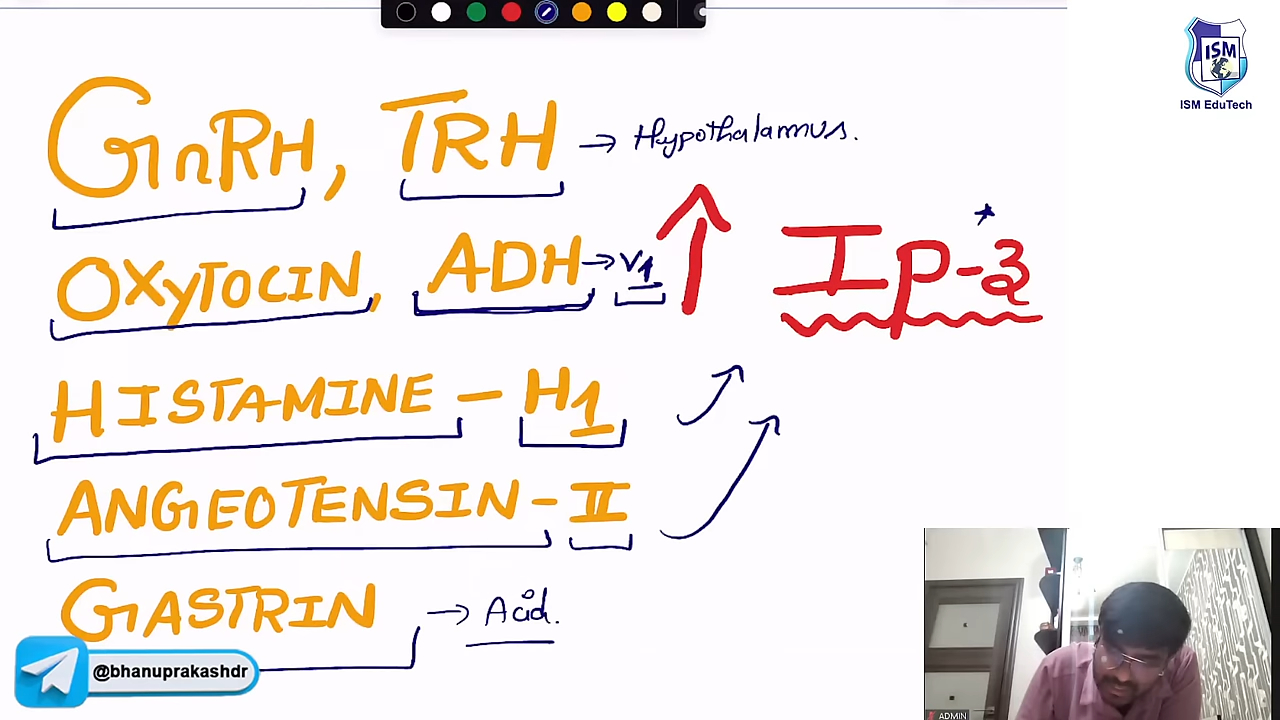 GnRH, TRH → Hypothalamus.
OXYTOCIN, ADH → V1 ↑ IP-3
HISTAMINE - H1
ANGEOTENSIN - II
GASTRIN → Acid.
@bhanuprakashdr
ISM
ISM EduTech
ADMIN